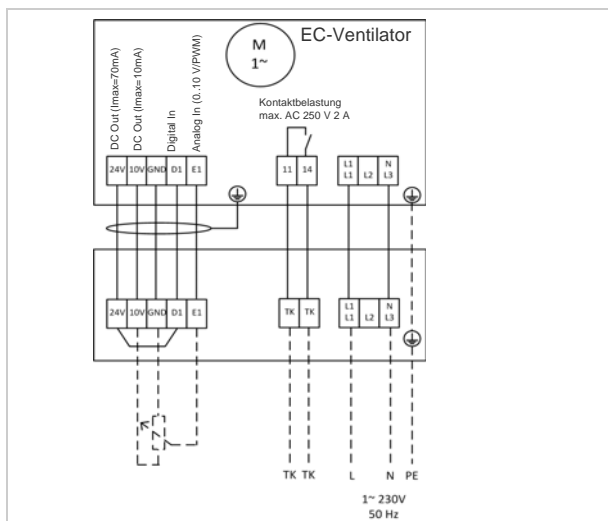 EC-Ventilator
M
1~
DC Out (Imax=70mA)
DC Out (Imax=10mA)
Digital In
Analog In (0..10 V/PWM)
Kontaktbelastung
max. AC 250 V 2 A
24V 10V GND D1 E1
11 14
L1 L2 N
L1 L3
24V 10V GND D1 E1
TK TK
L1 L2 N
L1 L3
TK TK L N PE
1~ 230V
50 Hz